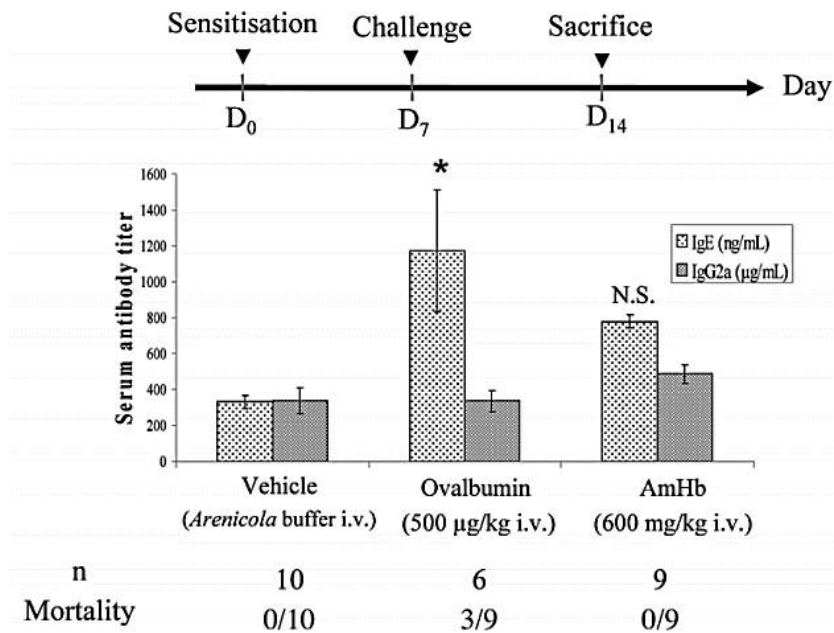 Sensitisation Challenge Sacrifice
Day
D0 D7 D14
Serum antibody titer
1600
1400
1200
1000
800
600
400
200
0
*
N.S.
IgE (ng/mL)
IgG2a (µg/mL)
Vehicle Ovalbumin AmHb
(Arenicola buffer i.v.) (500 µg/kg i.v.) (600 mg/kg i.v.)
n 10 6 9
Mortality 0/10 3/9 0/9